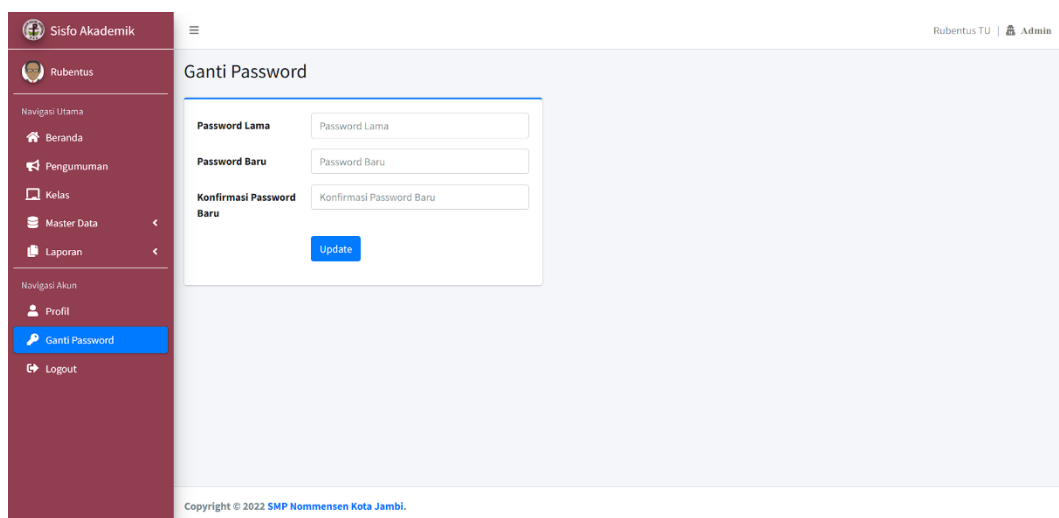 Sisfo Akademik
Rubentus TU | Admin
Rubentus
Navigasi Utama
Beranda
Pengumuman
Kelas
Master Data
Laporan
Navigasi Akun
Profil
Ganti Password
Logout
Ganti Password
Password Lama Password Lama
Password Baru Password Baru
Konfirmasi Password Konfirmasi Password Baru
Baru
Update
Copyright © 2022 SMP Nommensen Kota Jambi.